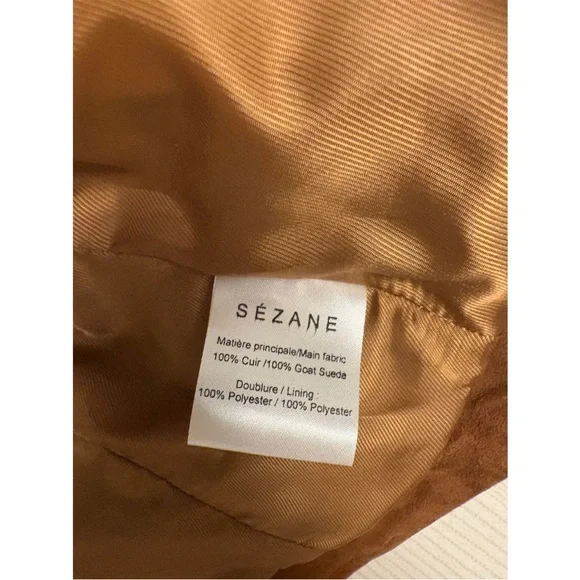 SÉZANE
Matière principale/Main fabric
100% Cuir /100% Goat Suede
Doublure / Lining :
100% Polyester / 100% Polyester